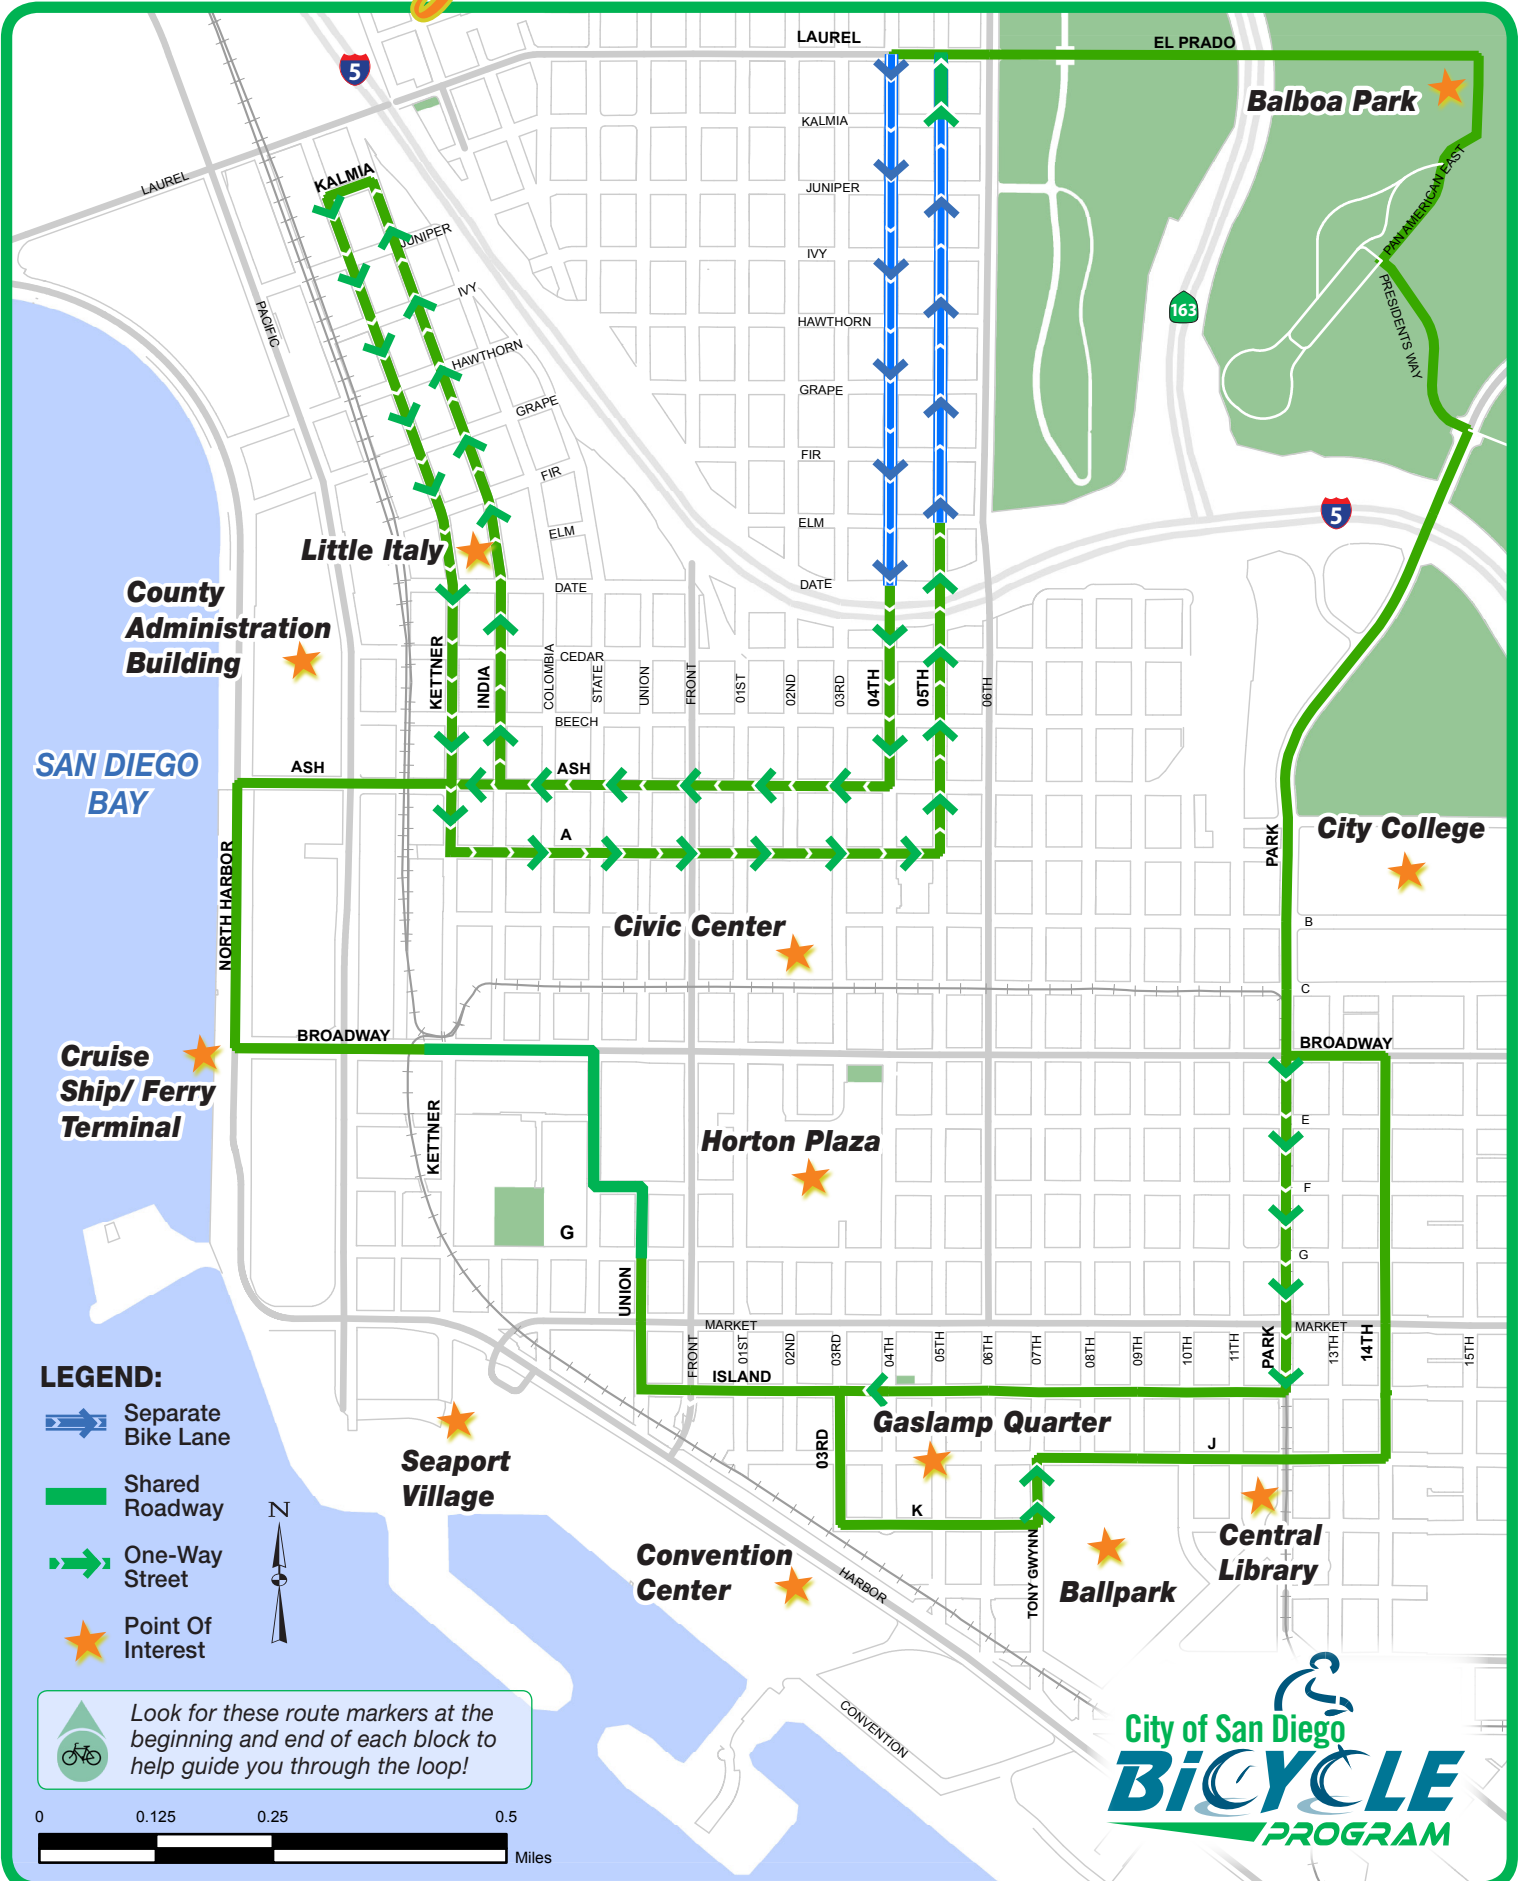 LAUREL
EL PRADO
5
Balboa Park
KALMIA
PAN AMERICAN EAST
KALMIA
LAUREL
JUNIPER
JUNIPER
IVY
IVY
PACIFIC
PRESIDENTS WAY
163
HAWTHORN
HAWTHORN
GRAPE
GRAPE
FIR
FIR
5
ELM
ELM
Little Italy
DATE
DATE
County
Administration
Building
KETTNER
INDIA
COLOMBIA
CEDAR
STATE
UNION
FRONT
01ST
02ND
03RD
04TH
05TH
06TH
BEECH
SAN DIEGO
BAY
ASH
ASH
A
PARK
City College
NORTH HARBOR
Civic Center
B
C
BROADWAY
BROADWAY
Cruise
Ship/ Ferry
Terminal
KETTNER
E
Horton Plaza
F
G
G
UNION
MARKET
MARKET
FRONT
01ST
02ND
03RD
04TH
05TH
06TH
07TH
08TH
09TH
10TH
11TH
PARK
13TH
14TH
15TH
ISLAND
LEGEND:
Separate
Bike Lane
Shared
Roadway
One-Way
Street
Point Of
Interest
N
Gaslamp Quarter
03RD
J
Seaport
Village
K
TONY GWYNN
Central
Library
Convention
Center
HARBOR
Ballpark
CONVENTION
Look for these route markers at the
beginning and end of each block to
help guide you through the loop!
City of San Diego
BiCYCLE
PROGRAM
0 0.125 0.25 0.5
Miles